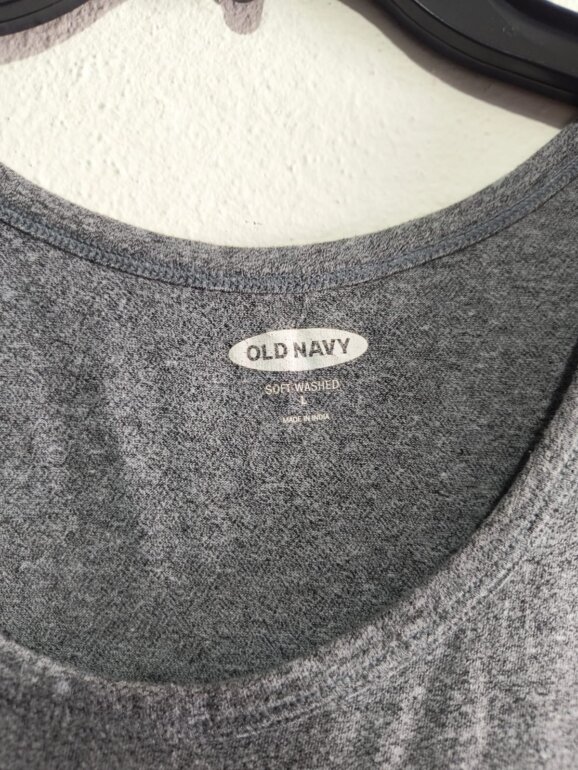 OLD NAVY
SOFT-WASHED
L
MADE IN INDIA